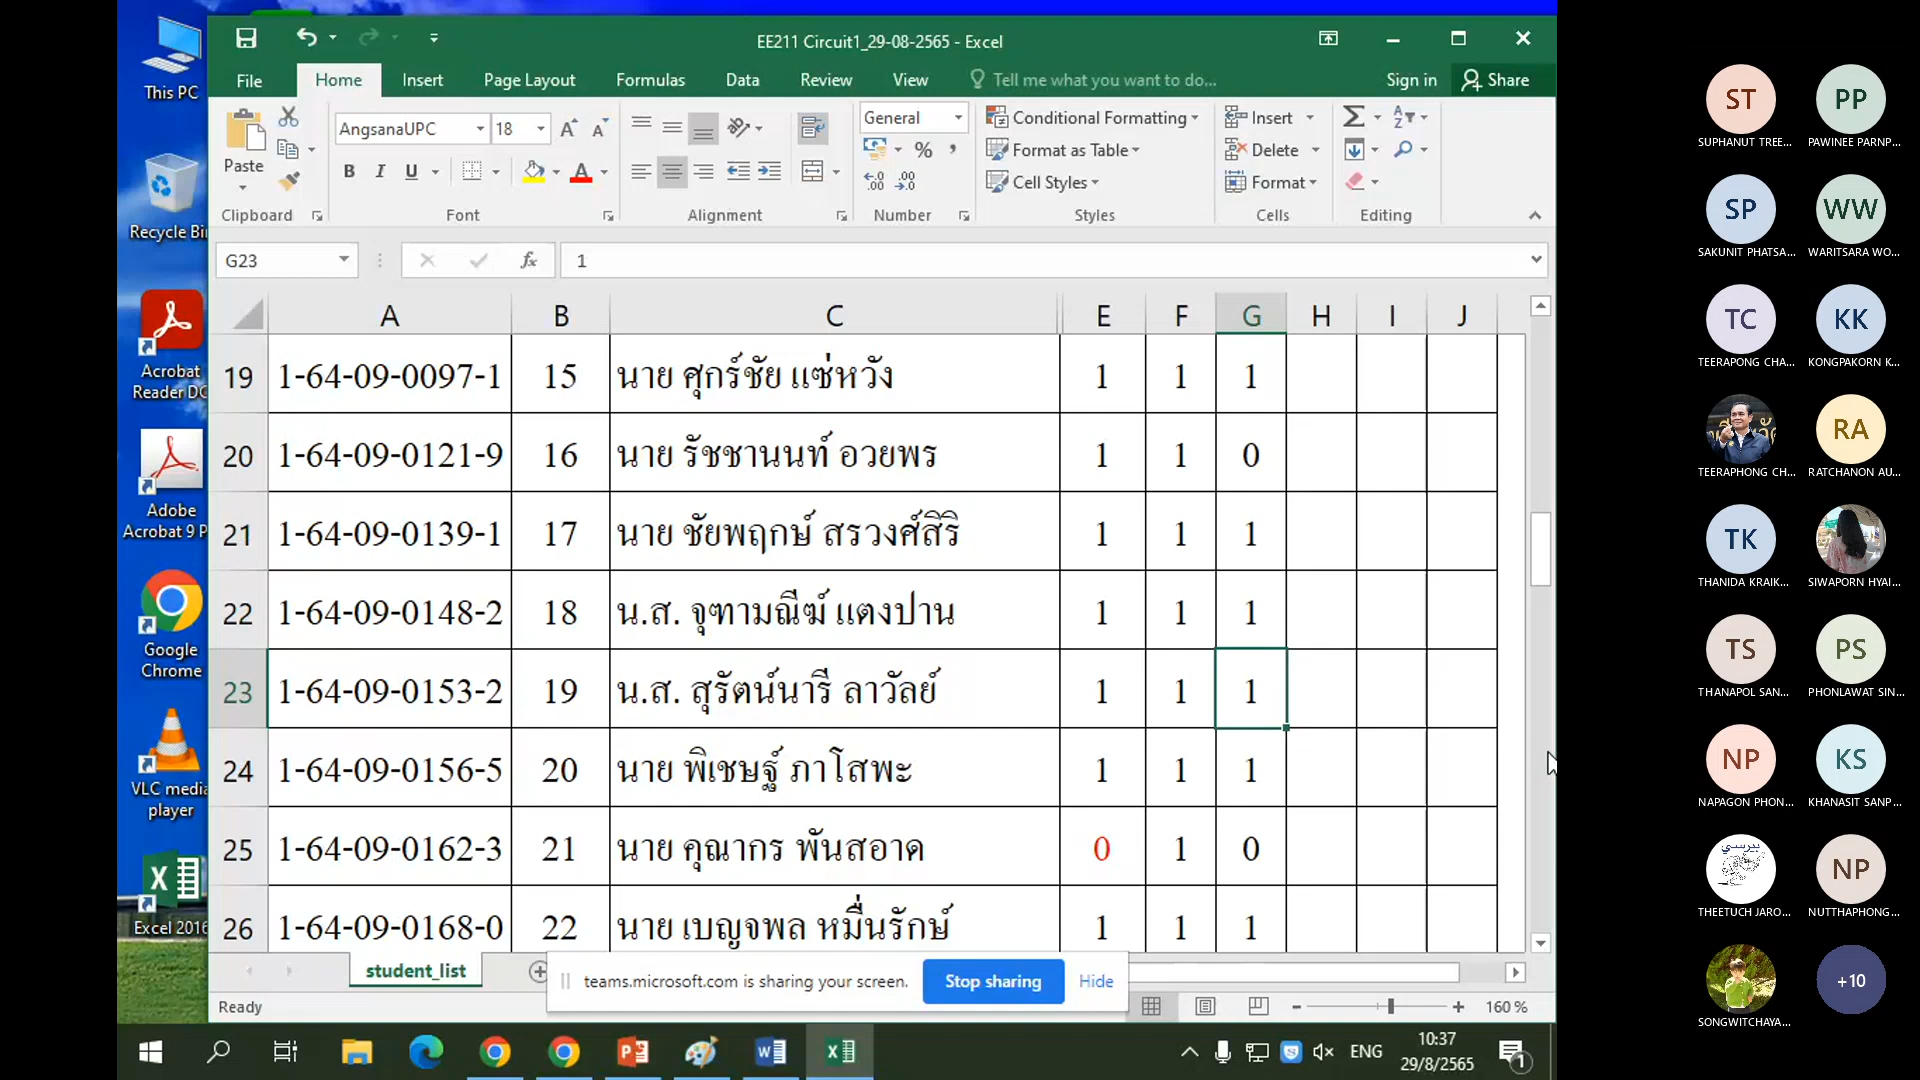 This PC
Recycle Bi
Acrobat
Reader DC
Adobe
Acrobat 9 P
Google
Chrome
VLC media
player
Excel 2016
EE211 Circuit1_29-08-2565 - Excel
File Home Insert Page Layout Formulas Data Review View Tell me what you want to do... Sign in Share
Paste
AngsanaUPC 18
B I U
General
%
Conditional Formatting
Format as Table
Cell Styles
Insert
Delete
Format
Clipboard Font Alignment Number Styles Cells Editing
G23 fx 1
A B C E F G H I J
19 1-64-09-0097-1 15 นาย ศุกร์ชัย แซ่หวัง 1 1 1
20 1-64-09-0121-9 16 นาย รัชชานนท์ อวยพร 1 1 0
21 1-64-09-0139-1 17 นาย ชัยพฤกษ์ สรวงศ์สิริ 1 1 1
22 1-64-09-0148-2 18 น.ส. จุฑามณีฆ์ แตงปาน 1 1 1
23 1-64-09-0153-2 19 น.ส. สุรัตน์นารี ลาวัลย์ 1 1 1
24 1-64-09-0156-5 20 นาย พิเชษฐ์ ภาโสพะ 1 1 1
25 1-64-09-0162-3 21 นาย คุณากร พันสอาด 0 1 0
26 1-64-09-0168-0 22 นาย เบญจพล หมื่นรักษ์ 1 1 1
student_list
teams.microsoft.com is sharing your screen. Stop sharing Hide
Ready
160 %
ENG
10:37
29/8/2565
1
ST PP
SUPHANUT TREE... PAWINEE PARNP...
SP WW
SAKUNIT PHATSA... WARITSARA WO...
TC KK
TEERAPONG CHA... KONGPAKORN K...
RA
TEERAPHONG CH... RATCHANON AU...
TK
THANIDA KRAIK... SIWAPORN HYAI...
TS PS
THANAPOL SAN... PHONLAWAT SIN...
NP KS
NAPAGON PHON... KHANASIT SANP...
NP
THEETUCH JARO... NUTTHAPHONG...
+10
SONGWITCHAYA...